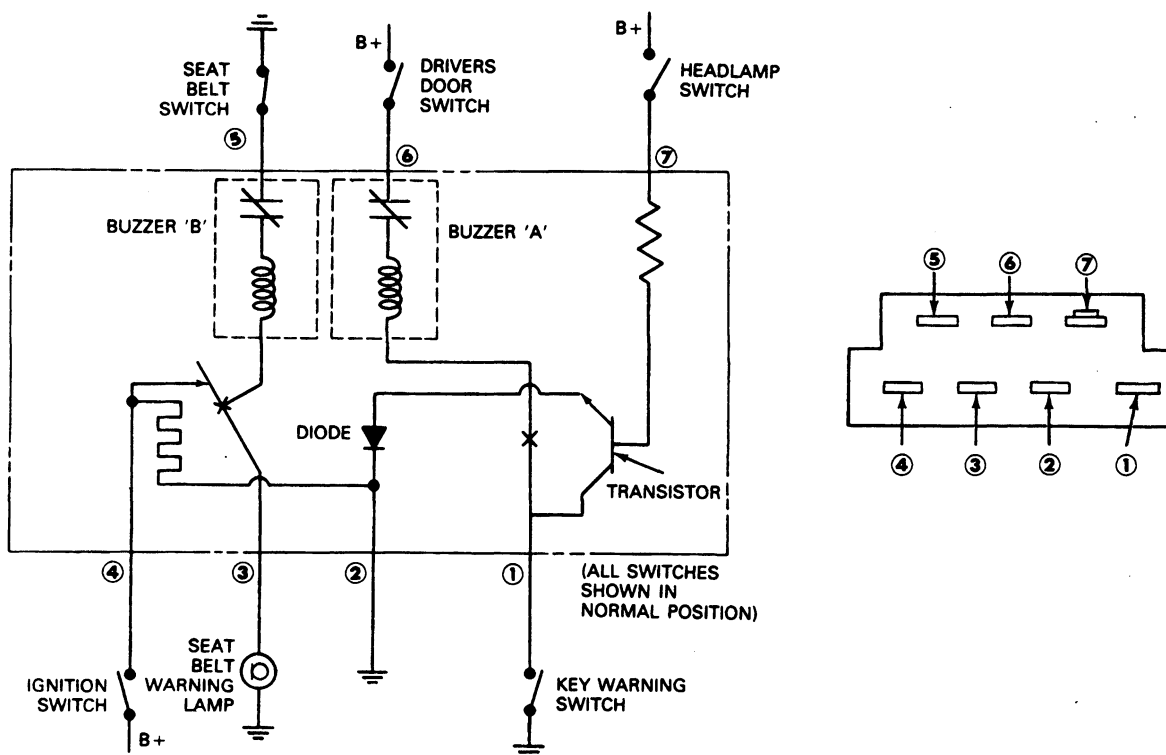 B+
SEAT
BELT
SWITCH
B+
DRIVERS
DOOR
SWITCH
HEADLAMP
SWITCH
⑤
⑥
⑦
BUZZER 'B'
BUZZER 'A'
DIODE
TRANSISTOR
④
③
②
①
(ALL SWITCHES
SHOWN IN
NORMAL POSITION)
IGNITION
SWITCH
B+
SEAT
BELT
WARNING
LAMP
KEY WARNING
SWITCH
⑤ ⑥ ⑦
④ ③ ② ①